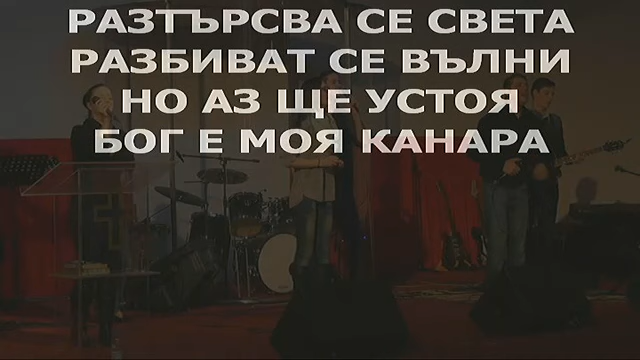 РАЗТЪРСВА СЕ СВЕТА
РАЗБИВАТ СЕ ВЪЛНИ
НО АЗ ЩЕ УСТОЯ
БОГ Е МОЯ КАНАРА